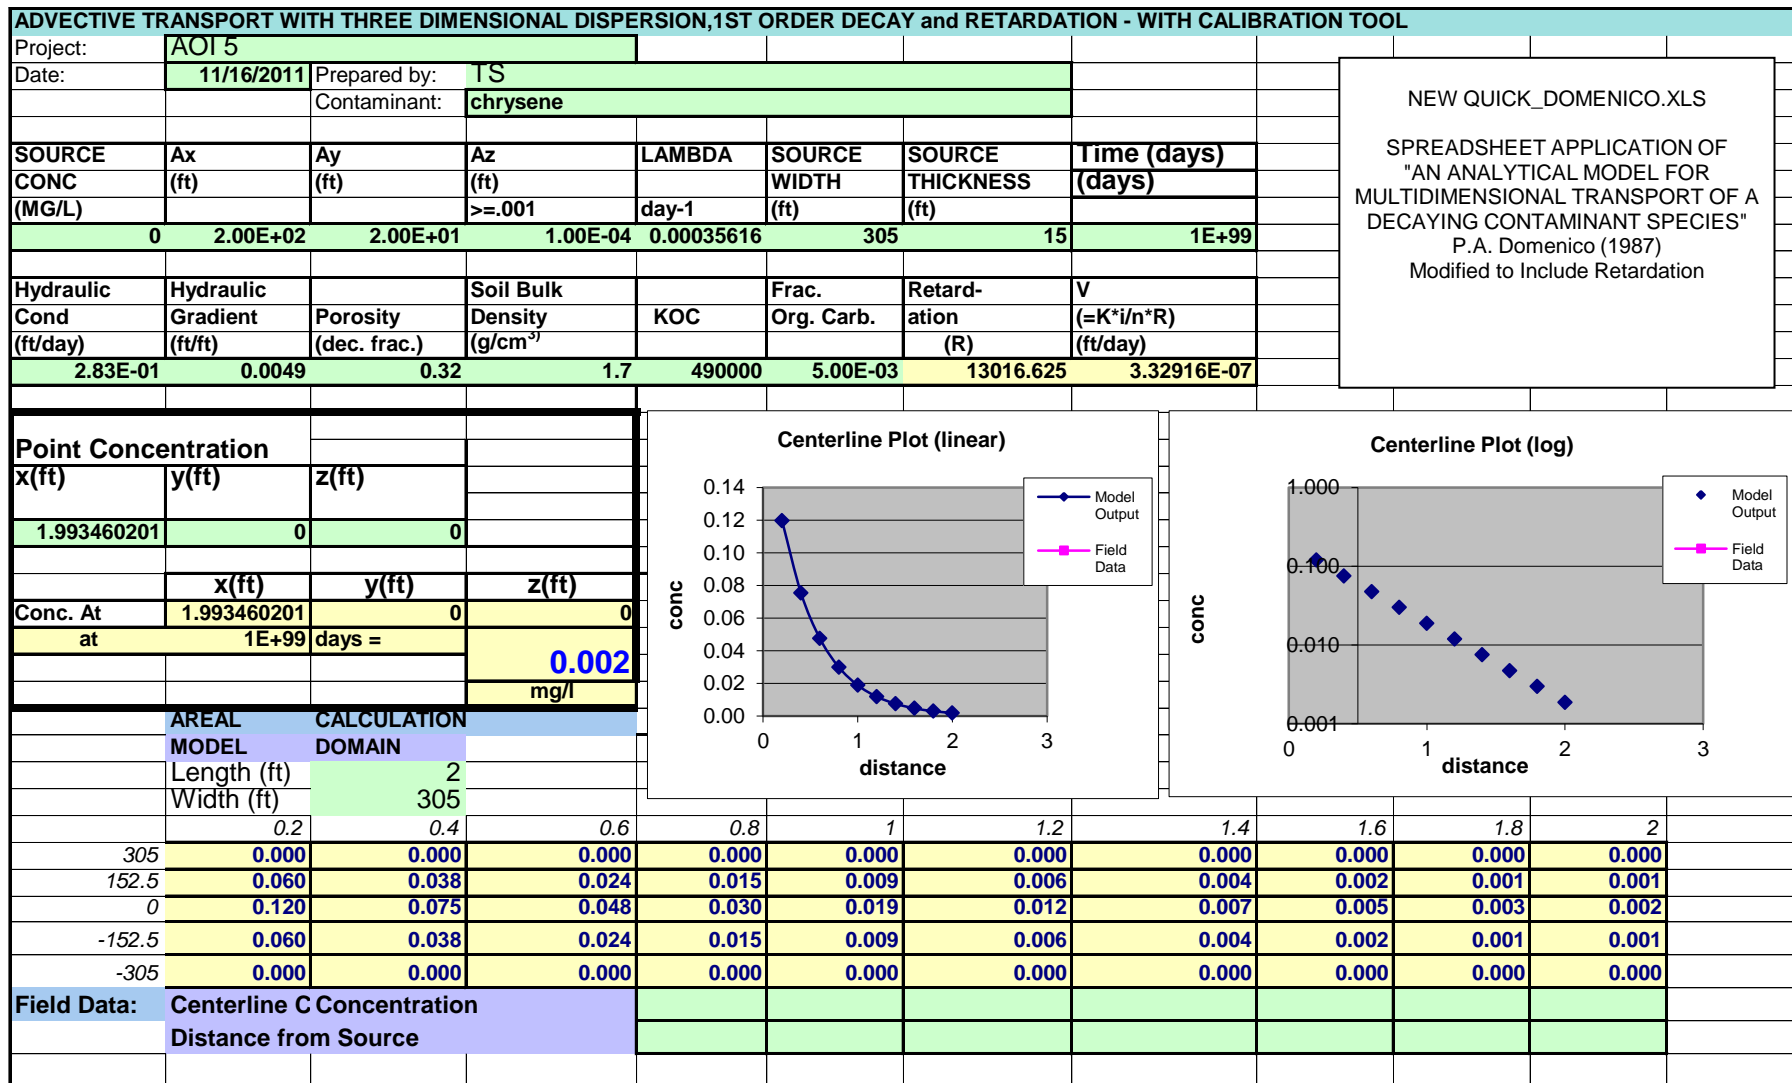 ADVECTIVE TRANSPORT WITH THREE DIMENSIONAL DISPERSION,1ST ORDER DECAY and RETARDATION - WITH CALIBRATION TOOL
Project: AOI 5
Date: 11/16/2011 Prepared by: TS
Contaminant: chrysene
NEW QUICK_DOMENICO.XLS
SPREADSHEET APPLICATION OF
"AN ANALYTICAL MODEL FOR
MULTIDIMENSIONAL TRANSPORT OF A
DECAYING CONTAMINANT SPECIES"
P.A. Domenico (1987)
Modified to Include Retardation
SOURCE Ax Ay Az LAMBDA SOURCE SOURCE Time (days)
CONC (ft) (ft) (ft) WIDTH THICKNESS (days)
(MG/L) >=.001 day-1 (ft) (ft)
0 2.00E+02 2.00E+01 1.00E-04 0.00035616 305 15 1E+99
Hydraulic Hydraulic Soil Bulk Frac. Retard- V
Cond Gradient Porosity Density KOC Org. Carb. ation (=K*i/n*R)
(ft/day) (ft/ft) (dec. frac.) (g/cm³) (R) (ft/day)
2.83E-01 0.0049 0.32 1.7 490000 5.00E-03 13016.625 3.32916E-07
Point Concentration
x(ft) y(ft) z(ft)
1.993460201 0 0
x(ft) y(ft) z(ft)
Conc. At 1.993460201 0 0
at 1E+99 days =
0.002
mg/l
Centerline Plot (linear)
0.14
0.12
0.10
0.08
0.06
0.04
0.02
0.00
conc
0 1 2 3
distance
Model
Output
Field
Data
Centerline Plot (log)
1.000
0.100
0.010
0.001
conc
0 1 2 3
distance
Model
Output
Field
Data
AREAL CALCULATION
MODEL DOMAIN
Length (ft) 2
Width (ft) 305
0.2 0.4 0.6 0.8 1 1.2 1.4 1.6 1.8 2
305 0.000 0.000 0.000 0.000 0.000 0.000 0.000 0.000 0.000 0.000
152.5 0.060 0.038 0.024 0.015 0.009 0.006 0.004 0.002 0.001 0.001
0 0.120 0.075 0.048 0.030 0.019 0.012 0.007 0.005 0.003 0.002
-152.5 0.060 0.038 0.024 0.015 0.009 0.006 0.004 0.002 0.001 0.001
-305 0.000 0.000 0.000 0.000 0.000 0.000 0.000 0.000 0.000 0.000
Field Data: Centerline C Concentration
Distance from Source